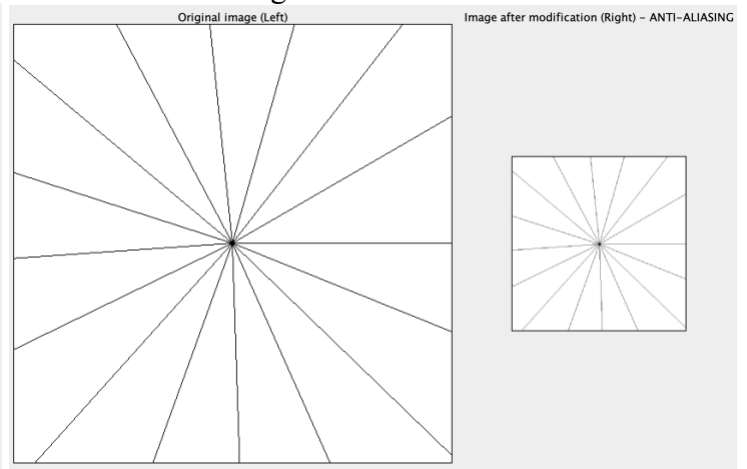 Original image (Left)
Image after modification (Right) – ANTI–ALIASING